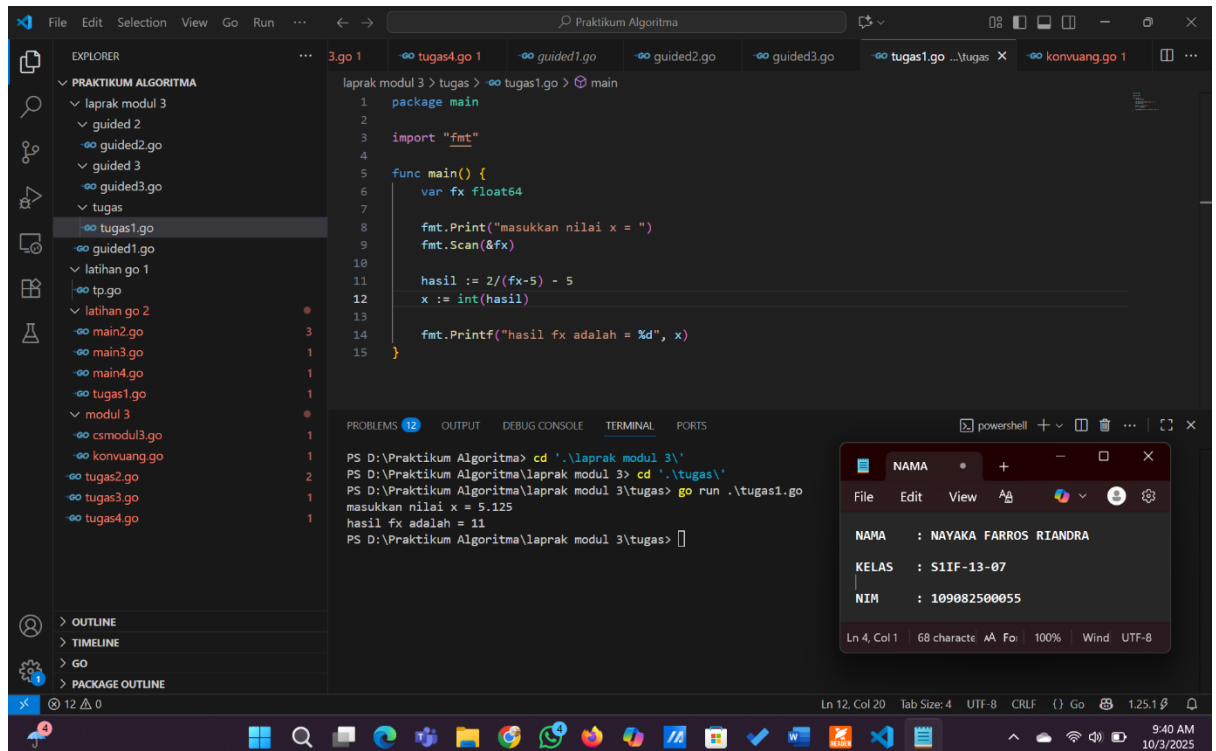 File Edit Selection View Go Run ··· Praktikum Algoritma
EXPLORER ···
PRAKTIKUM ALGORITMA
laprak modul 3
guided 2
guided2.go
guided 3
guided3.go
tugas
tugas1.go
guided1.go
latihan go 1
tp.go
latihan go 2
main2.go 3
main3.go 1
main4.go 1
tugas1.go 1
modul 3
csmodul3.go 1
konvuang.go 1
tugas2.go 2
tugas3.go 1
tugas4.go 1
OUTLINE
TIMELINE
GO
PACKAGE OUTLINE
3.go 1 tugas4.go 1 guided1.go guided2.go guided3.go tugas1.go ...\tugas konvuang.go 1 ···
laprak modul 3 > tugas > tugas1.go > main
1 package main
2
3 import "fmt"
4
5 func main() {
6 var fx float64
7
8 fmt.Print("masukkan nilai x = ")
9 fmt.Scan(&fx)
10
11 hasil := 2/(fx-5) - 5
12 x := int(hasil)
13
14 fmt.Printf("hasil fx adalah = %d", x)
15 }
PROBLEMS 12 OUTPUT DEBUG CONSOLE TERMINAL PORTS powershell
PS D:\Praktikum Algoritma> cd '.\laprak modul 3\'
PS D:\Praktikum Algoritma\laprak modul 3> cd '.\tugas\'
PS D:\Praktikum Algoritma\laprak modul 3\tugas> go run .\tugas1.go
masukkan nilai x = 5.125
hasil fx adalah = 11
PS D:\Praktikum Algoritma\laprak modul 3\tugas>
NAMA
File Edit View
NAMA : NAYAKA FARROS RIANDRA
KELAS : S1IF-13-07
NIM : 109082500055
Ln 4, Col 1 68 characte Fo 100% Wind UTF-8
12 0 Ln 12, Col 20 Tab Size: 4 UTF-8 CRLF {} Go 1.25.1
4 4 9:40 AM
10/3/2025